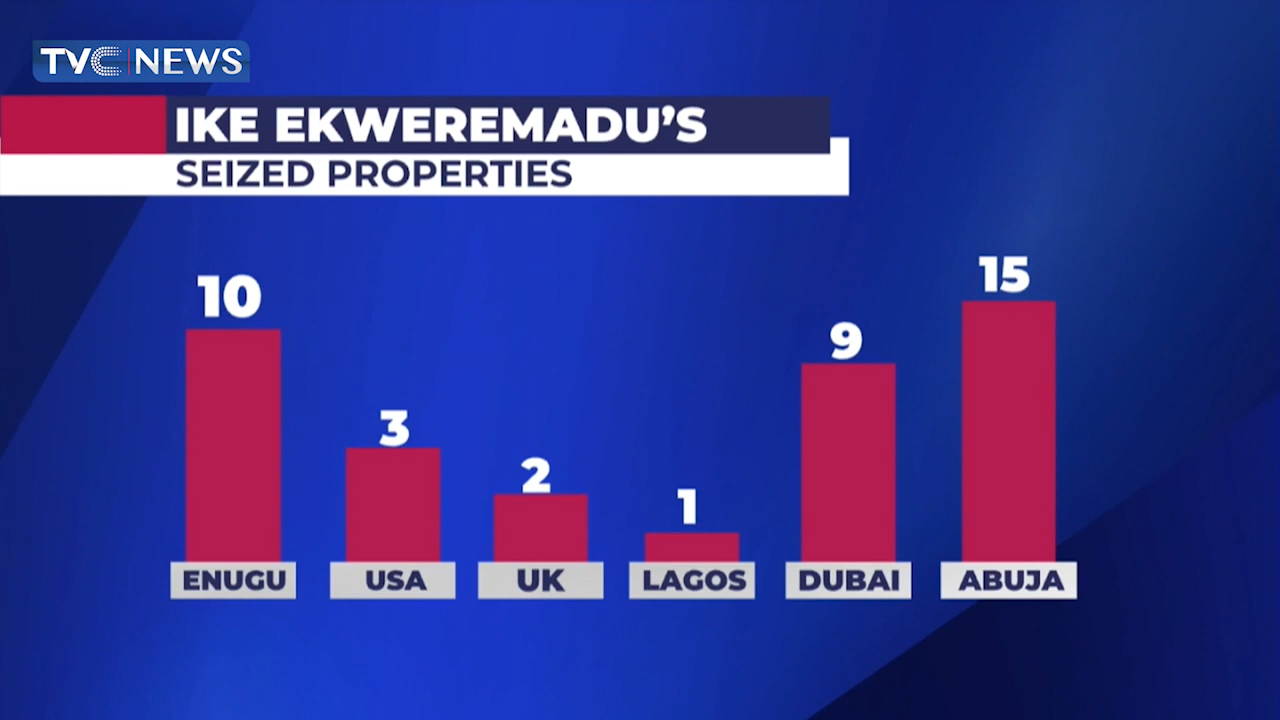 TVC NEWS
IKE EKWEREMADU'S
SEIZED PROPERTIES
10
3
2
1
9
15
ENUGU
USA
UK
LAGOS
DUBAI
ABUJA